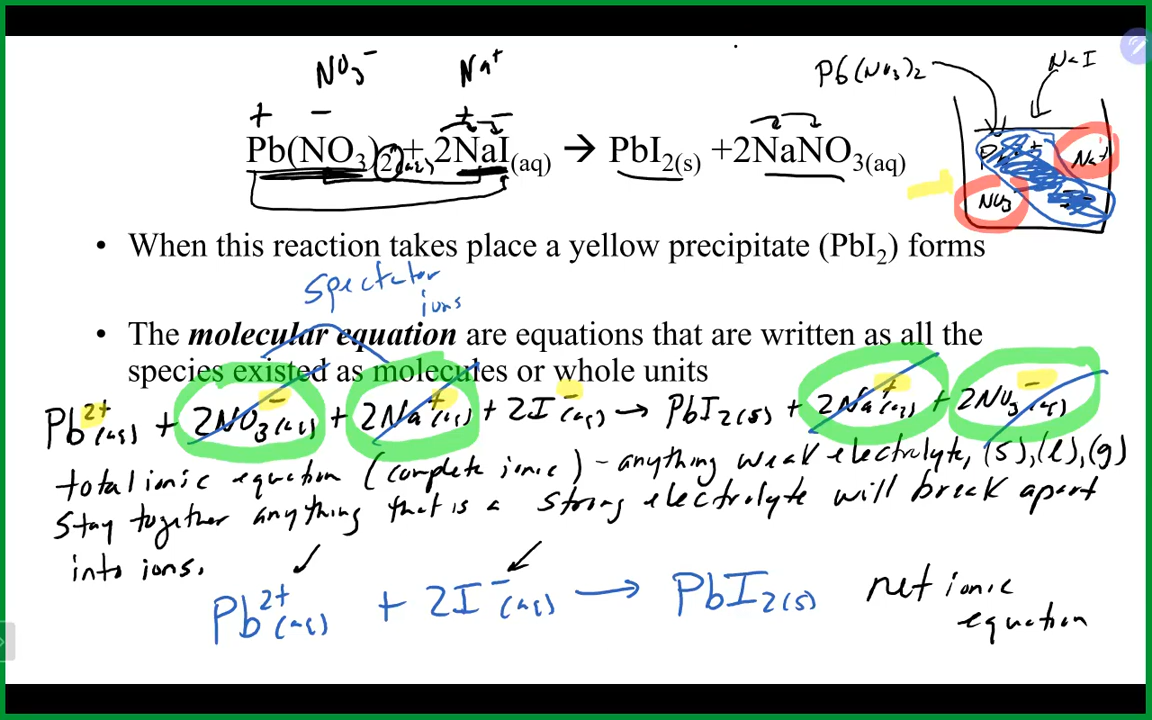 NO₃⁻ Na⁺
Pb(NO₃)₂ NaI
+ − + −
Pb(NO₃)₂(aq) + 2NaI(aq) → PbI₂(s) +2NaNO₃(aq)
Na⁺
NO₃⁻
• When this reaction takes place a yellow precipitate (PbI₂) forms
spectator
ions
• The molecular equation are equations that are written as all the
species existed as molecules or whole units
Pb²⁺(aq) + 2NO₃⁻(aq) + 2Na⁺(aq) + 2I⁻(aq) → PbI₂(s) + 2Na⁺(aq) + 2NO₃⁻(aq)
total ionic equation (complete ionic) - anything weak electrolyte, (s), (l), (g)
stay together anything that is a strong electrolyte will break apart
into ions.
Pb²⁺(aq) + 2I⁻(aq) → PbI₂(s) net ionic
equation